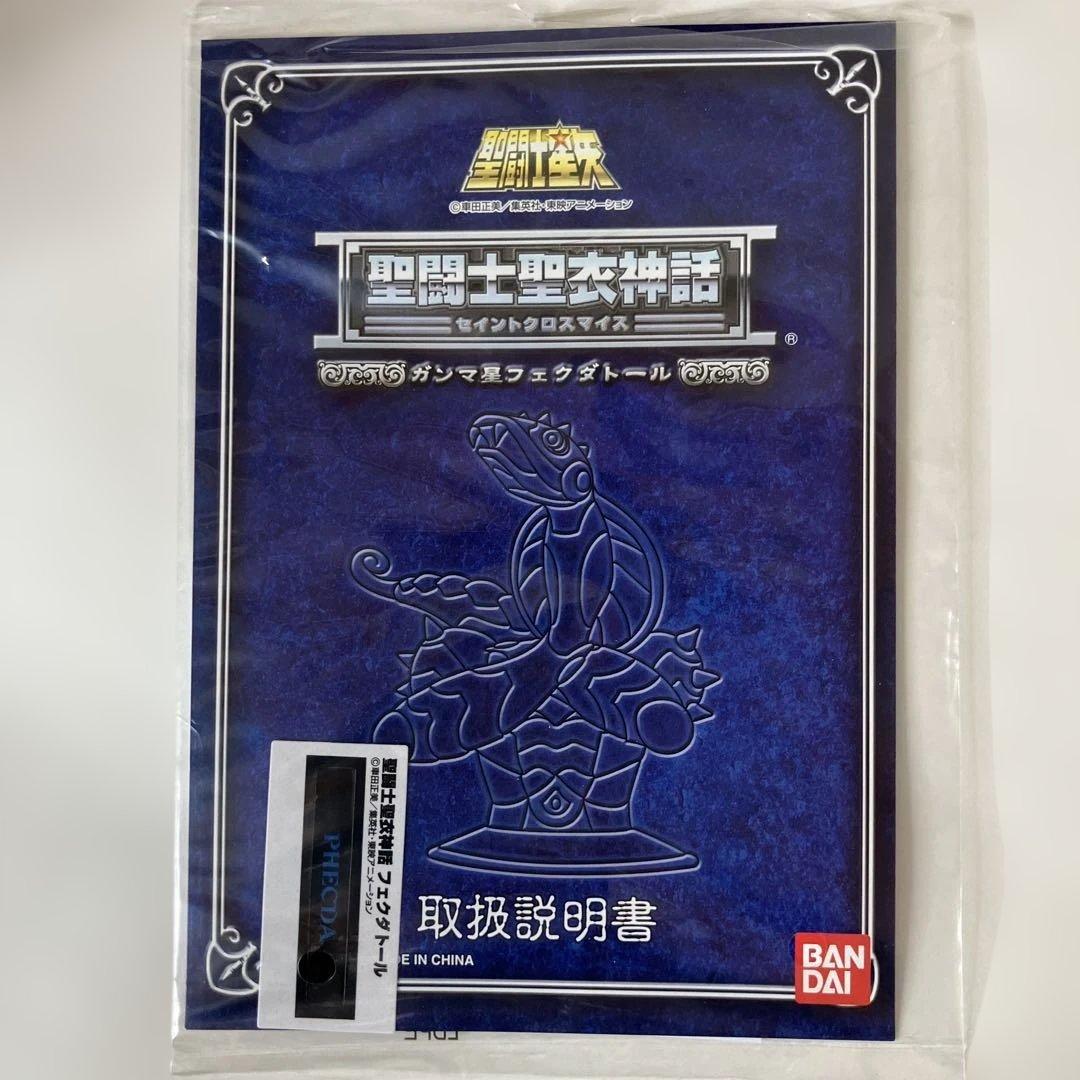 聖闘士星矢
©車田正美／集英社・東映アニメーション
聖闘士聖衣神話
セイントクロスマイス
®
ガンマ星フェクダトール
取扱説明書
DE IN CHINA
BAN
DAI
聖闘士聖衣神話 フェクダトール
©車田正美／集英社・東映アニメーション
PHECDA